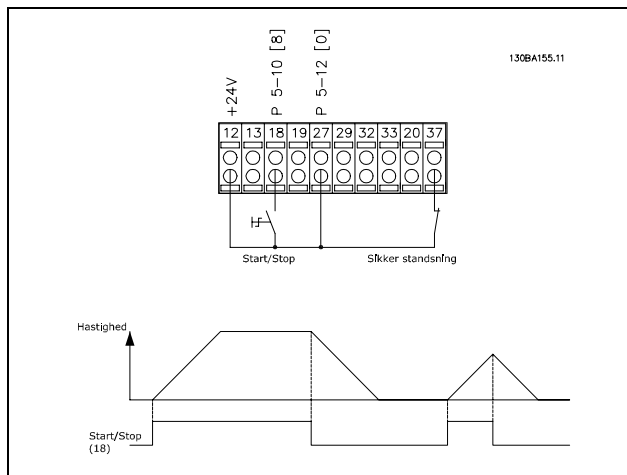 130BA155.11
+24V
P 5-10 [8]
P 5-12 [0]
12 13 18 19 27 29 32 33 20 37
Start/Stop
Sikker standsning
Hastighed
Start/Stop
(18)